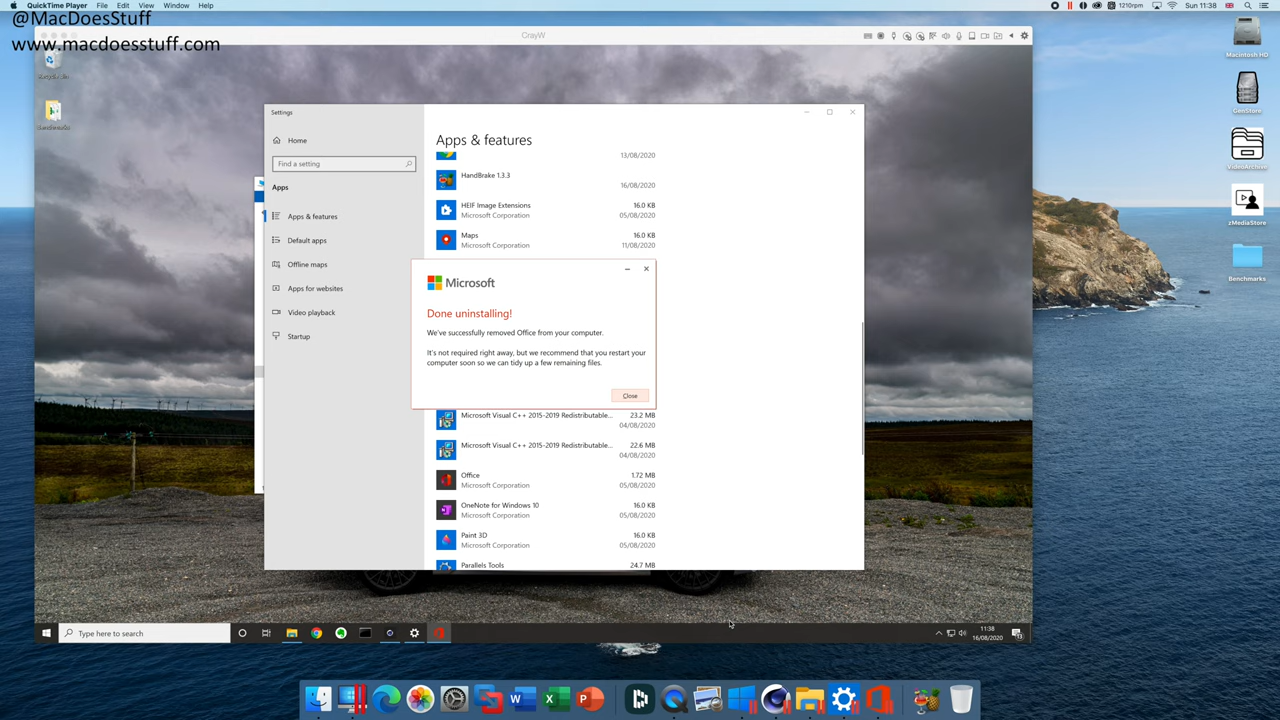 QuickTime Player File Edit View Window Help
1210rpm Sun 11:38
@MacDoesStuff
www.macdoesstuff.com
GrayW
Recycle Bin
Macintosh HD
GenStore
VideoArchive
zMediaStore
Benchmarks
Settings
Home
Find a setting
Apps
Apps & features
Default apps
Offline maps
Apps for websites
Video playback
Startup
Apps & features
13/08/2020
HandBrake 1.3.3
16/08/2020
HEIF Image Extensions 16.0 KB
Microsoft Corporation 05/08/2020
Maps 16.0 KB
Microsoft Corporation 11/08/2020
Microsoft
Done uninstalling!
We've successfully removed Office from your computer.
It's not required right away, but we recommend that you restart your
computer soon so we can tidy up a few remaining files.
Close
Microsoft Visual C++ 2015-2019 Redistributable... 23.2 MB
04/08/2020
Microsoft Visual C++ 2015-2019 Redistributable... 22.6 MB
04/08/2020
Office 1.72 MB
Microsoft Corporation 05/08/2020
OneNote for Windows 10 16.0 KB
Microsoft Corporation 05/08/2020
Paint 3D 16.0 KB
Microsoft Corporation 05/08/2020
Parallels Tools 24.7 MB
Type here to search
11:38
16/08/2020